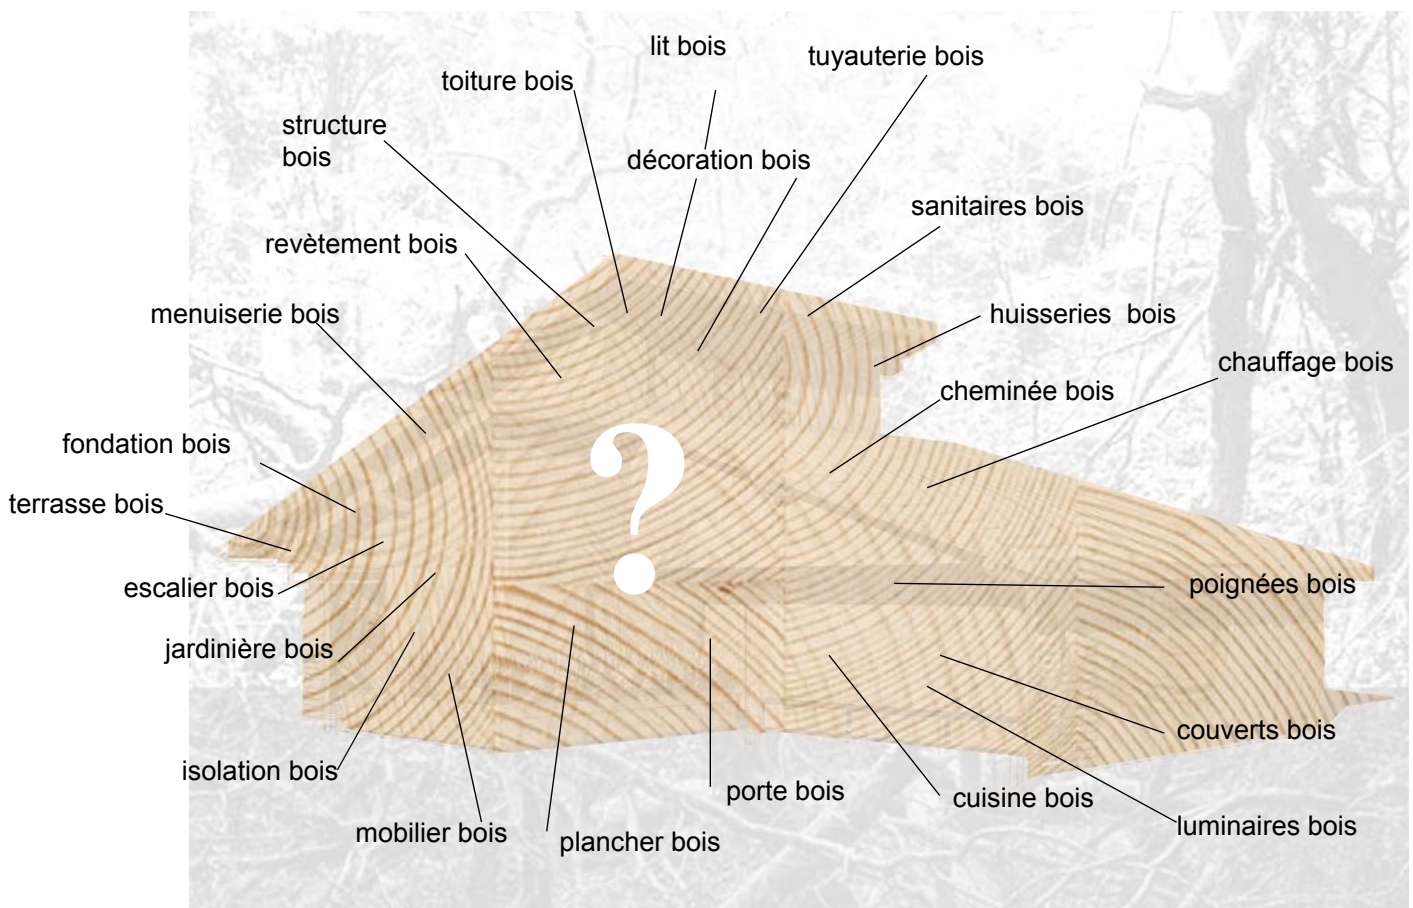 lit bois
tuyauterie bois
toiture bois
structure
bois
décoration bois
sanitaires bois
revètement bois
menuiserie bois
huisseries  bois
chauffage bois
cheminée bois
fondation bois
terrasse bois
?
escalier bois
poignées bois
jardinière bois
couverts bois
isolation bois
porte bois
cuisine bois
mobilier bois
plancher bois
luminaires bois